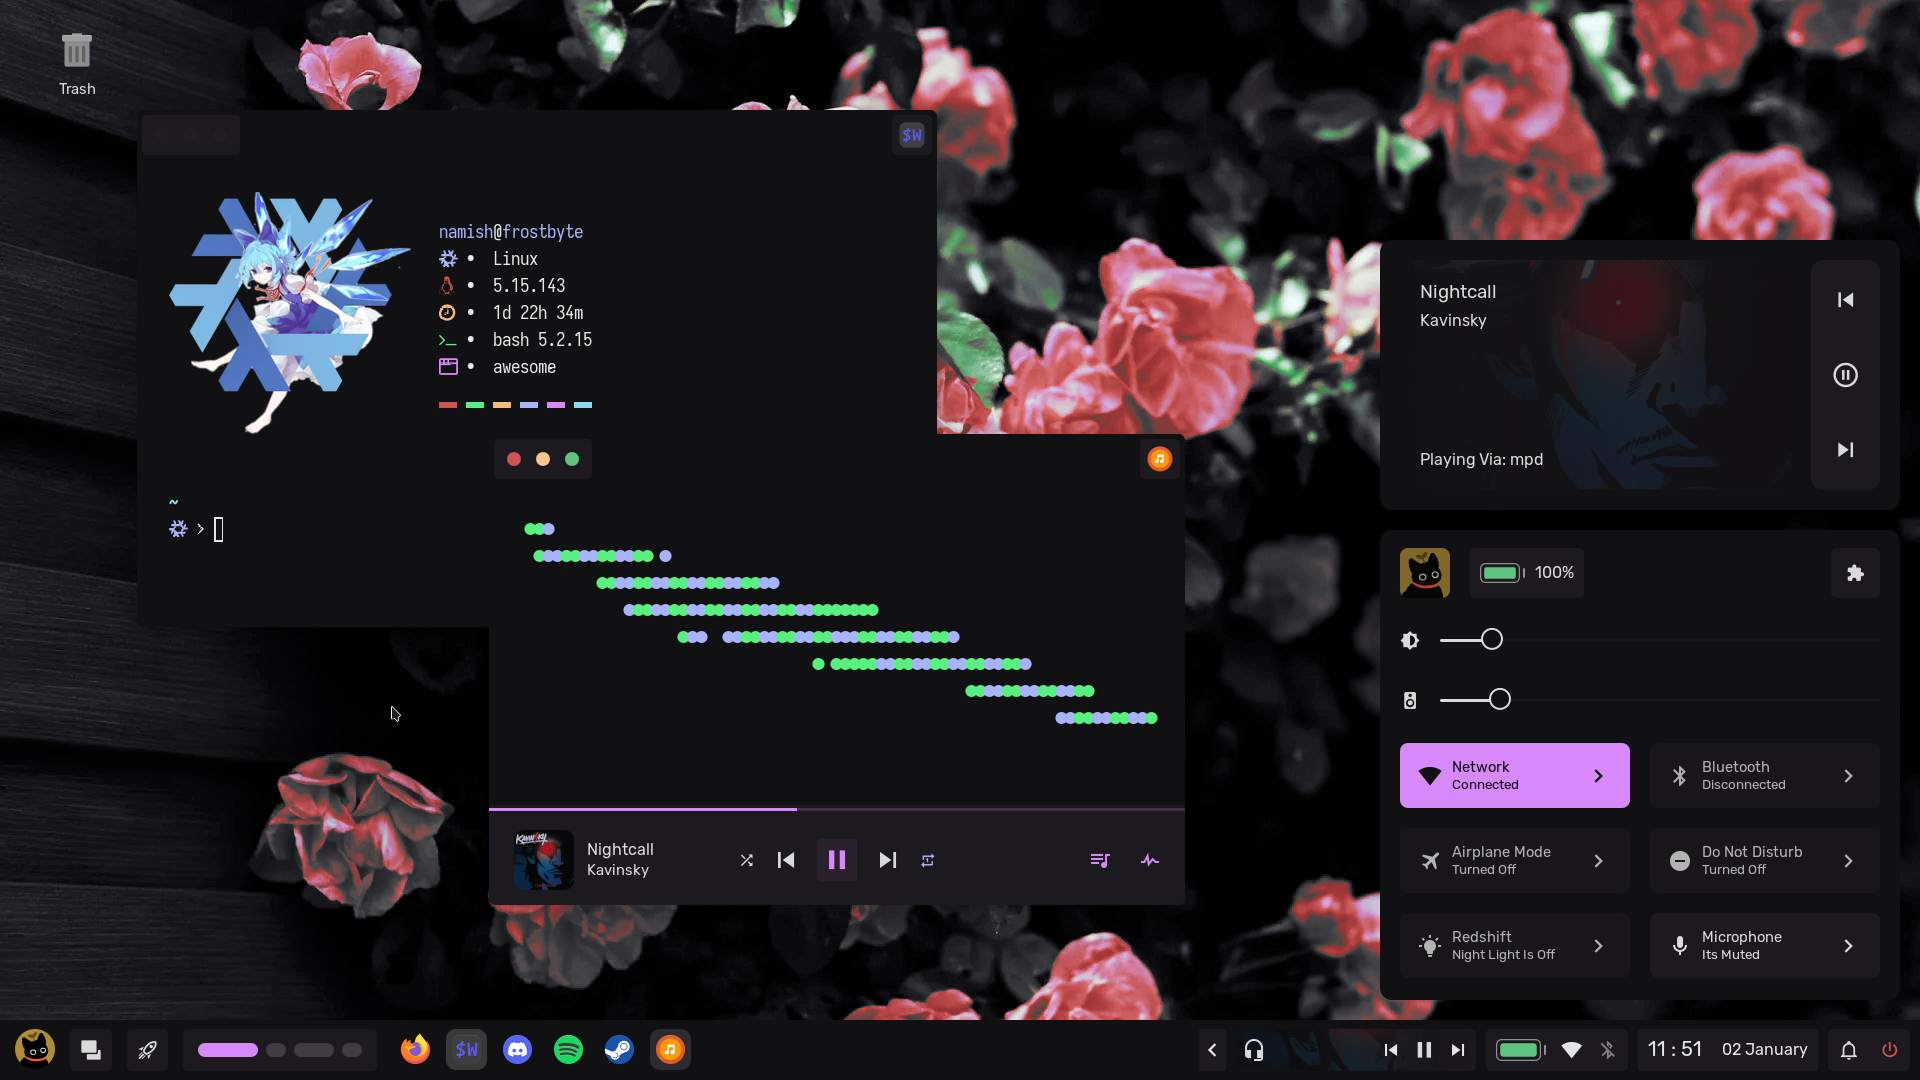 Trash
$W
namish@frostbyte
• Linux
• 5.15.143
• 1d 22h 34m
• bash 5.2.15
• awesome
~
>
Nightcall
Kavinsky
Playing Via: mpd
100%
Network
Connected
Bluetooth
Disconnected
Airplane Mode
Turned Off
Do Not Disturb
Turned Off
Redshift
Night Light Is Off
Microphone
Its Muted
KAVINSKY
Nightcall
Kavinsky
$W
11 : 51
02 January